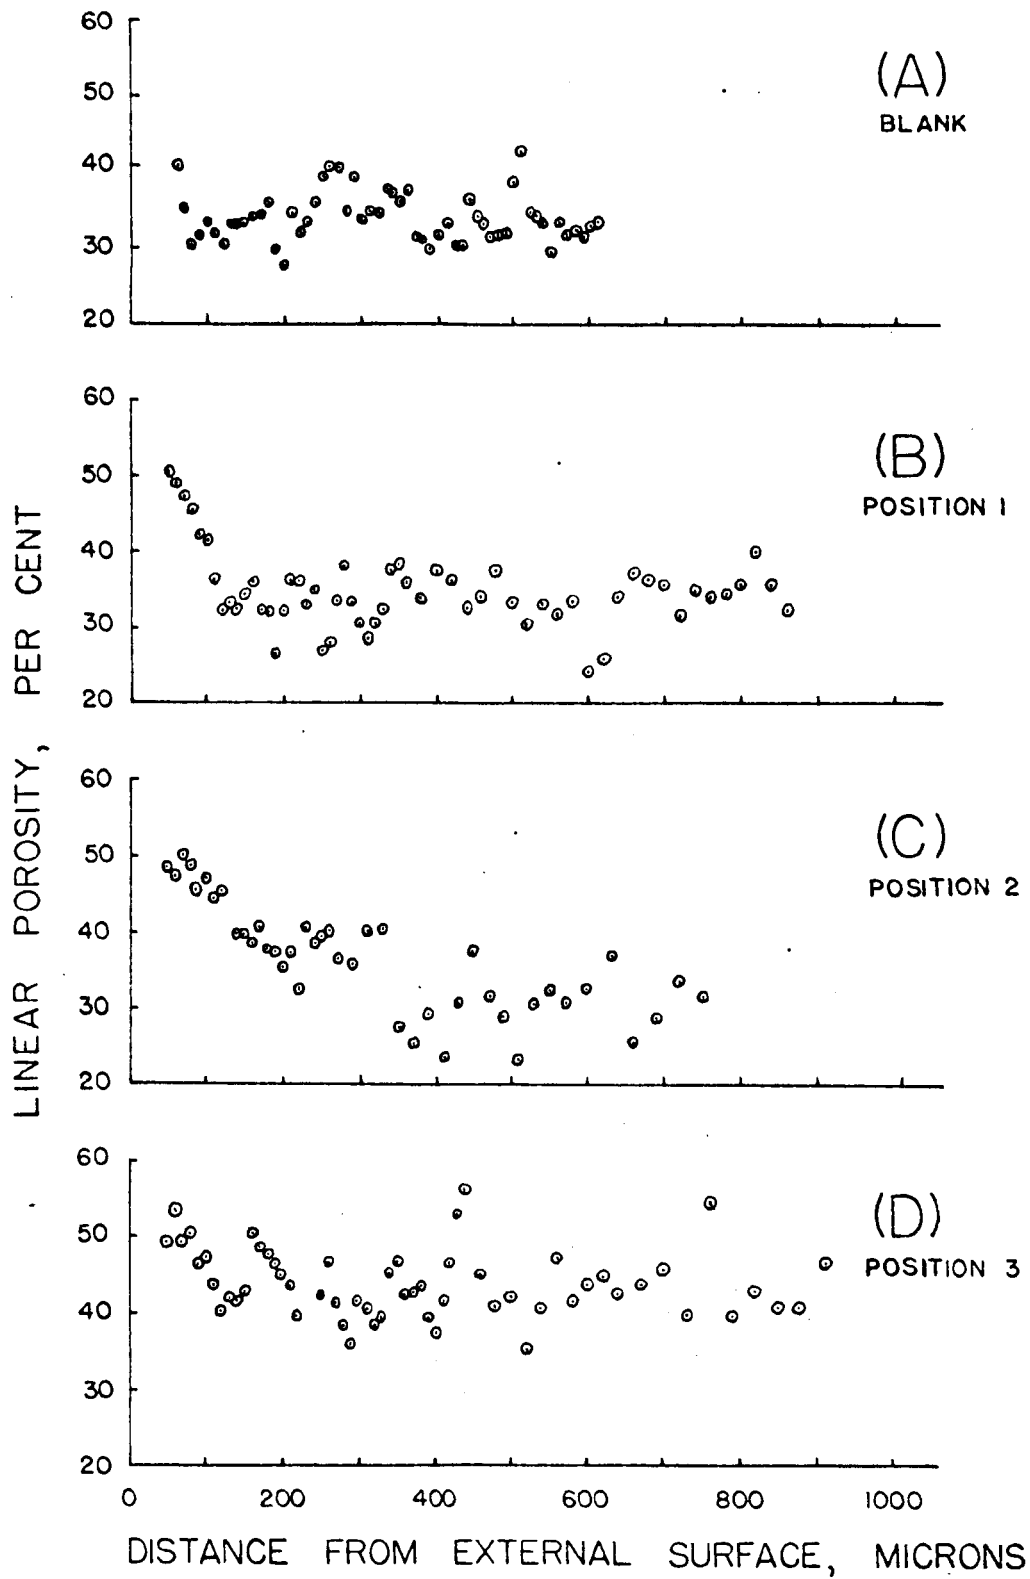 60
50
40
30
20
(A)
BLANK
60
50
40
30
20
(B)
POSITION 1
60
50
40
30
20
(C)
POSITION 2
60
50
40
30
20
(D)
POSITION 3
0 200 400 600 800 1000
DISTANCE FROM EXTERNAL SURFACE, MICRONS
LINEAR POROSITY, PER CENT